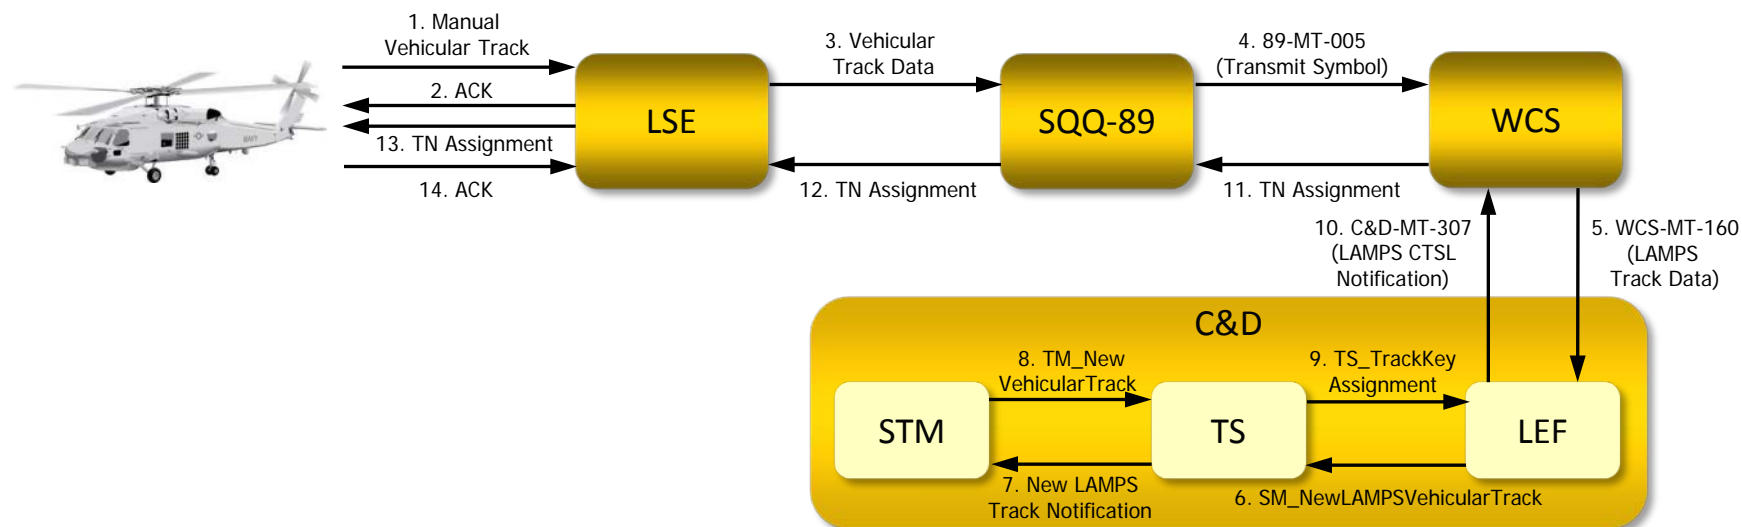 1. Manual
Vehicular Track
2. ACK
13. TN Assignment
14. ACK
LSE
3. Vehicular
Track Data
12. TN Assignment
SQQ-89
4. 89-MT-005
(Transmit Symbol)
11. TN Assignment
WCS
10. C&D-MT-307
(LAMPS CTSL
Notification)
5. WCS-MT-160
(LAMPS
Track Data)
C&D
8. TM_New
VehicularTrack
9. TS_TrackKey
Assignment
STM
TS
LEF
7. New LAMPS
Track Notification
6. SM_NewLAMPSVehicularTrack